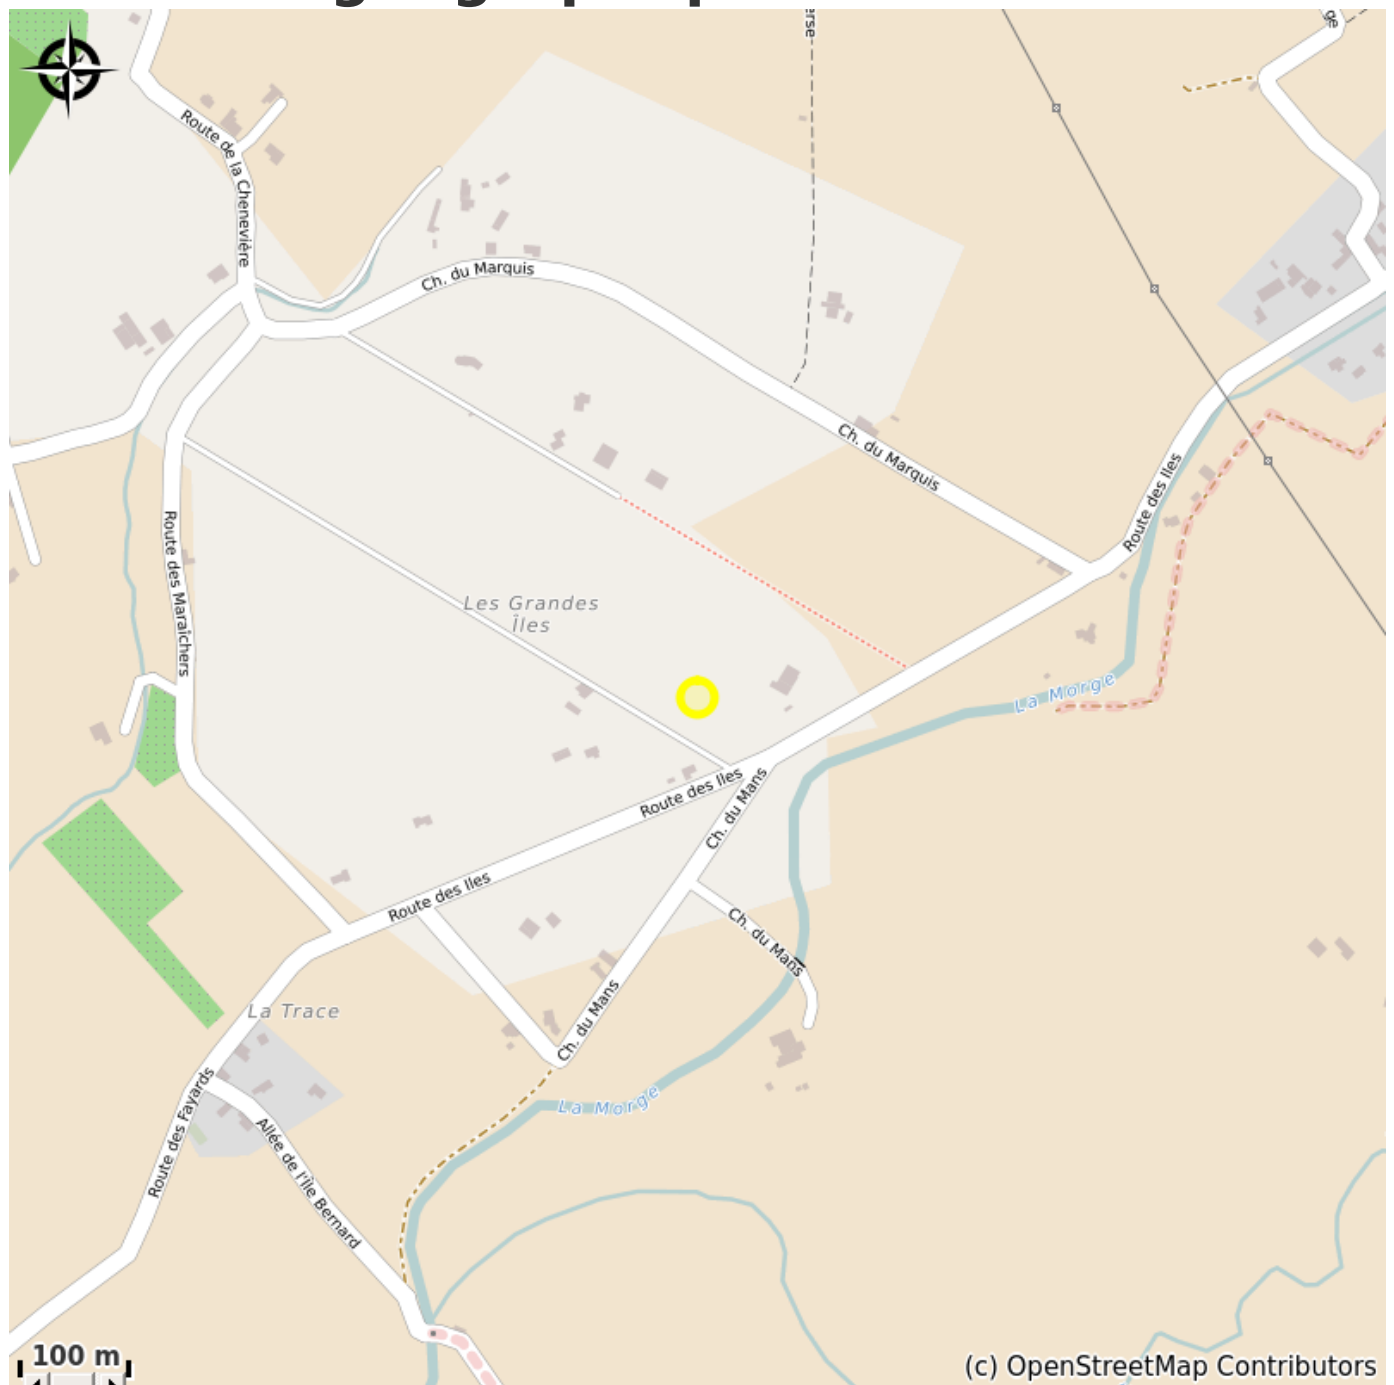 erse
ge
Route de la Chenevière
Ch. du Marquis
Ch. du Marquis
Route des Iles
Route des Maraîchers
Les Grandes
Îles
La Morge
Route des Iles
Ch. du Mans
Route des Iles
Ch. du Mans
Ch. du Mans
La Trace
La Morge
Route des Fayards
Allée de l'Île Bernard
100 m
(c) OpenStreetMap Contributors